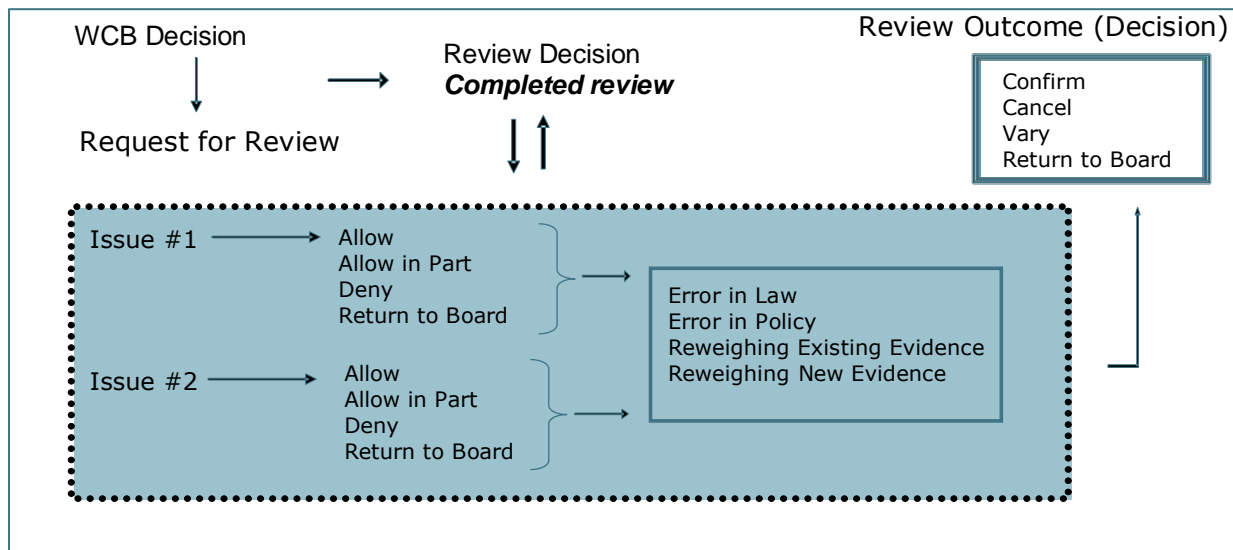 WCB Decision
Request for Review
Review Decision
Completed review
Review Outcome (Decision)
Confirm
Cancel
Vary
Return to Board
Issue #1
Allow
Allow in Part
Deny
Return to Board
Issue #2
Allow
Allow in Part
Deny
Return to Board
Error in Law
Error in Policy
Reweighing Existing Evidence
Reweighing New Evidence